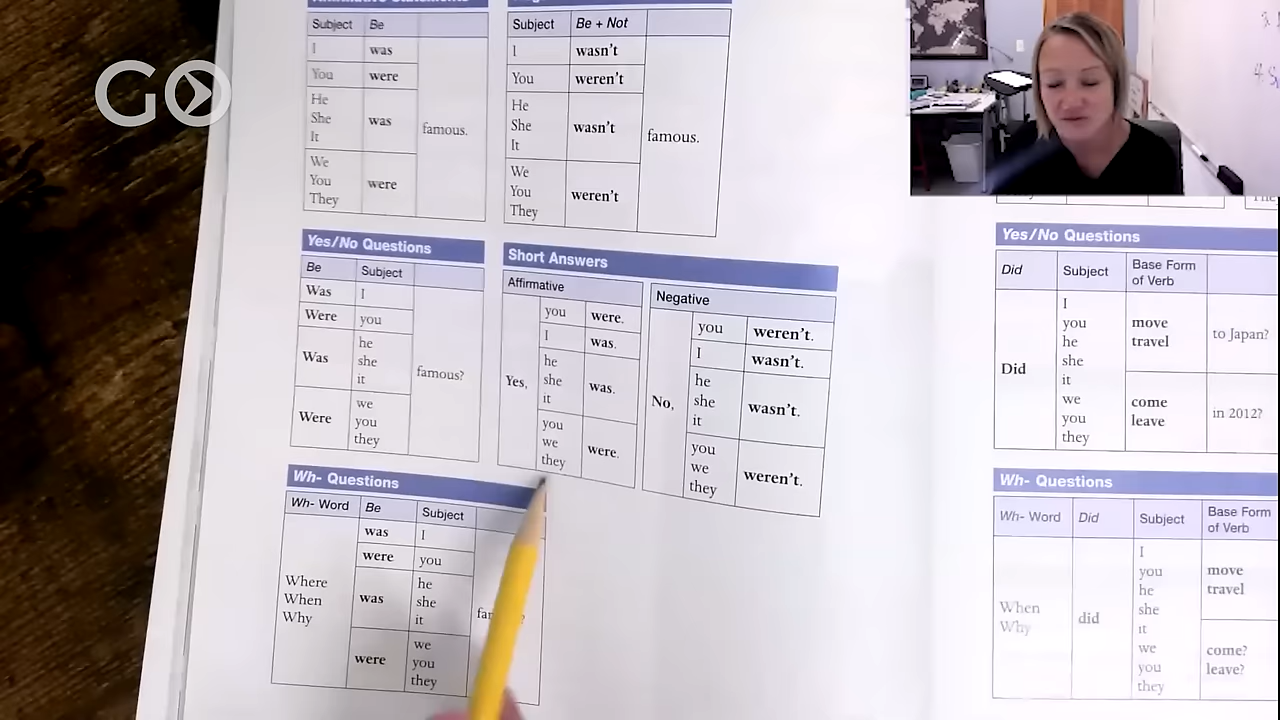 GO
Subject Be
I was
You were
He
She was
It
famous.
We
You were
They
Subject Be + Not
I wasn't
You weren't
He
She wasn't
It
famous.
We
You weren't
They
Yes/No Questions
Be Subject
Was I
Were you
he
Was she
it
famous?
we
Were you
they
Short Answers
Affirmative
Yes,
you were.
I was.
he
she was.
it
you
we were.
they
Negative
No,
you weren't.
I wasn't.
he
she wasn't.
it
you
we weren't.
they
Wh- Questions
Wh- Word Be Subject
Where
When
Why
was I
were you
he
was she
it
we
were you
they
Yes/No Questions
Did Subject Base Form
of Verb
Did
I
you
he
she
it
we
you
they
move
travel
to Japan?
come
leave
in 2012?
Wh- Questions
Wh- Word Did Subject Base Form
of Verb
When
Why
did
I
you
he
she
it
we
you
they
move
travel
come?
leave?